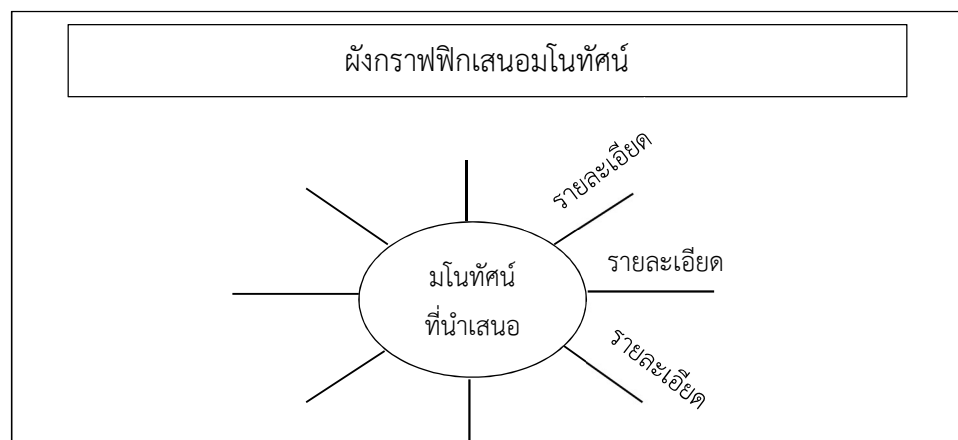 ผังกราฟฟิกเสนอมโนทัศน์
รายละเอียด
รายละเอียด
มโนทัศน์
ที่นำเสนอ
รายละเอียด